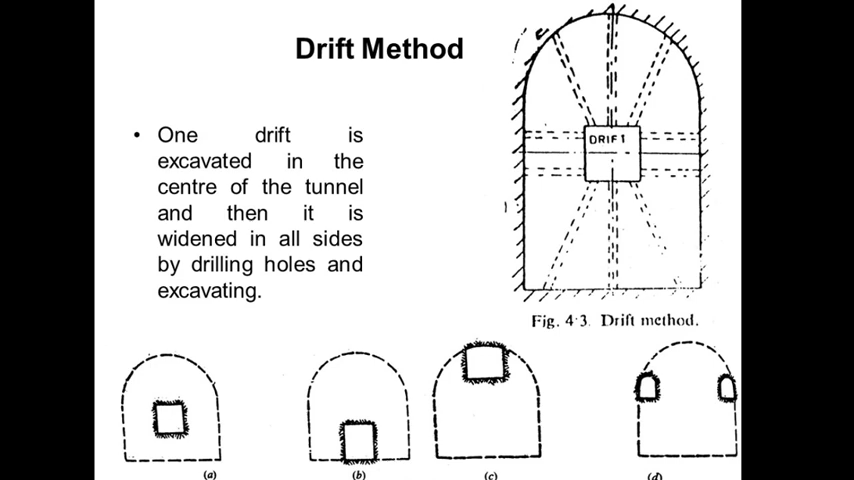 Drift Method
• One drift is
excavated in the
centre of the tunnel
and then it is
widened in all sides
by drilling holes and
excavating.
DRIFT
Fig. 4·3. Drift method.
(a) (b) (c) (d)